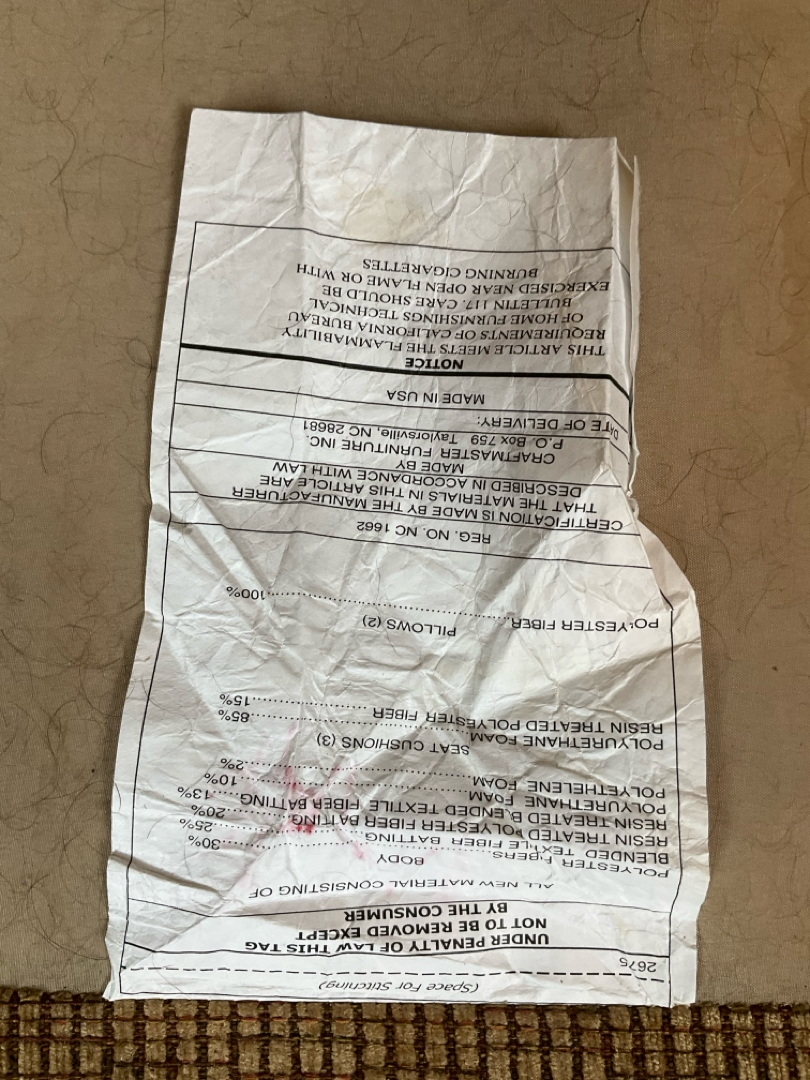 (Space For Stitching)
2675
UNDER PENALTY OF LAW THIS TAG
NOT TO BE REMOVED EXCEPT
BY THE CONSUMER
ALL NEW MATERIAL CONSISTING OF
BODY
POLYESTER FIBERS..................30%
BLENDED TEXTILE FIBER BATTING..................25%
RESIN TREATED POLYESTER FIBER BATTING..........20%
RESIN TREATED BLENDED TEXTILE FIBER BATTING....13%
POLYURETHANE FOAM..................10%
POLYETHELENE FOAM..................2%
SEAT CUSHIONS (3)
POLYURETHANE FOAM..................85%
RESIN TREATED POLYESTER FIBER..................15%
PILLOWS (2)
POLYESTER FIBER..................100%
REG. NO. NC 1662
CERTIFICATION IS MADE BY THE MANUFACTURER
THAT THE MATERIALS IN THIS ARTICLE ARE
DESCRIBED IN ACCORDANCE WITH LAW
MADE BY
CRAFTMASTER FURNITURE INC.
P.O. Box 759 Taylorsville, NC 28681
DATE OF DELIVERY:
MADE IN USA
NOTICE
THIS ARTICLE MEETS THE FLAMMABILITY
REQUIREMENTS OF CALIFORNIA BUREAU
OF HOME FURNISHINGS TECHNICAL
BULLETIN 117. CARE SHOULD BE
EXERCISED NEAR OPEN FLAME OR WITH
BURNING CIGARETTES